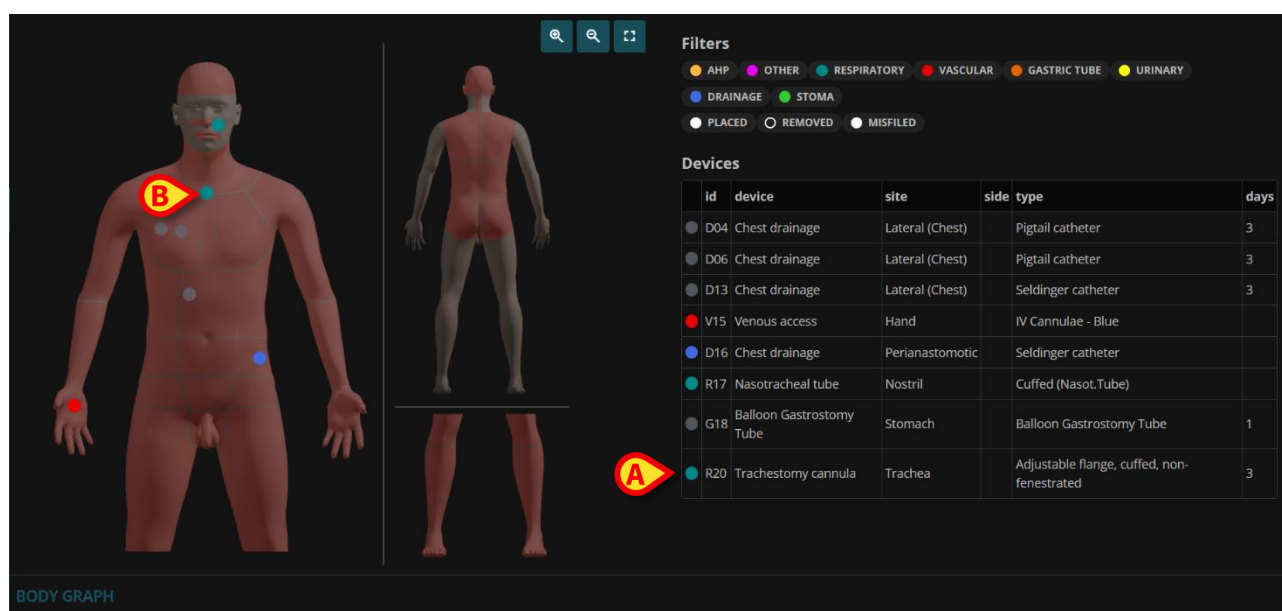 Filters
AHP OTHER RESPIRATORY VASCULAR GASTRIC TUBE URINARY
DRAINAGE STOMA
PLACED REMOVED MISFILED
Devices
id device site side type days
D04 Chest drainage Lateral (Chest) Pigtail catheter 3
D06 Chest drainage Lateral (Chest) Pigtail catheter 3
D13 Chest drainage Lateral (Chest) Seldinger catheter 3
V15 Venous access Hand IV Cannulae - Blue
D16 Chest drainage Perianastomotic Seldinger catheter
R17 Nasotracheal tube Nostril Cuffed (Nasot.Tube)
G18 Balloon Gastrostomy Tube Stomach Balloon Gastrostomy Tube 1
R20 Trachestomy cannula Trachea Adjustable flange, cuffed, non-fenestrated 3
A
B
BODY GRAPH